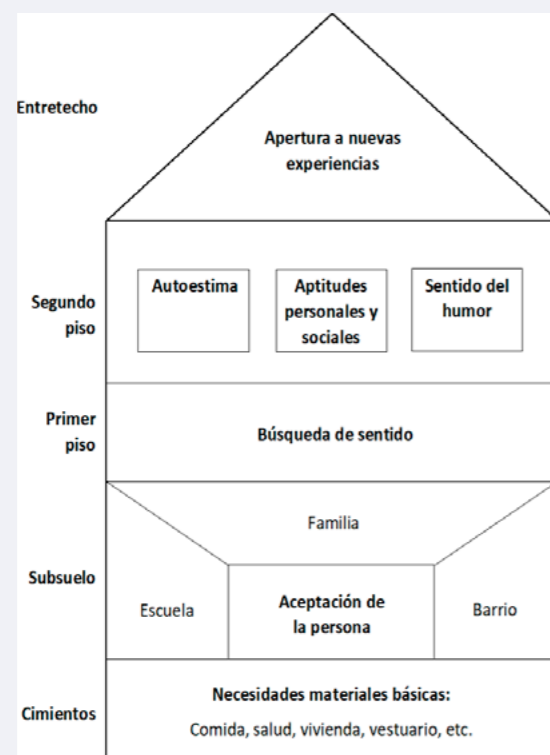 Entretecho
Apertura a nuevas
experiencias
Segundo
piso
Autoestima
Aptitudes
personales y
sociales
Sentido del
humor
Primer
piso
Búsqueda de sentido
Subsuelo
Familia
Escuela
Aceptación de
la persona
Barrio
Cimientos
Necesidades materiales básicas:
Comida, salud, vivienda, vestuario, etc.